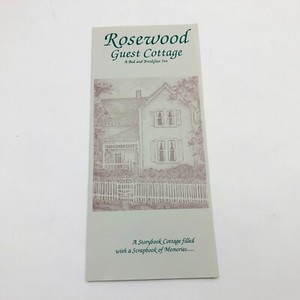 Rosewood
Guest Cottage
A Bed and Breakfast Inn
A Storybook Cottage filled
with a Scrapbook of Memories.....